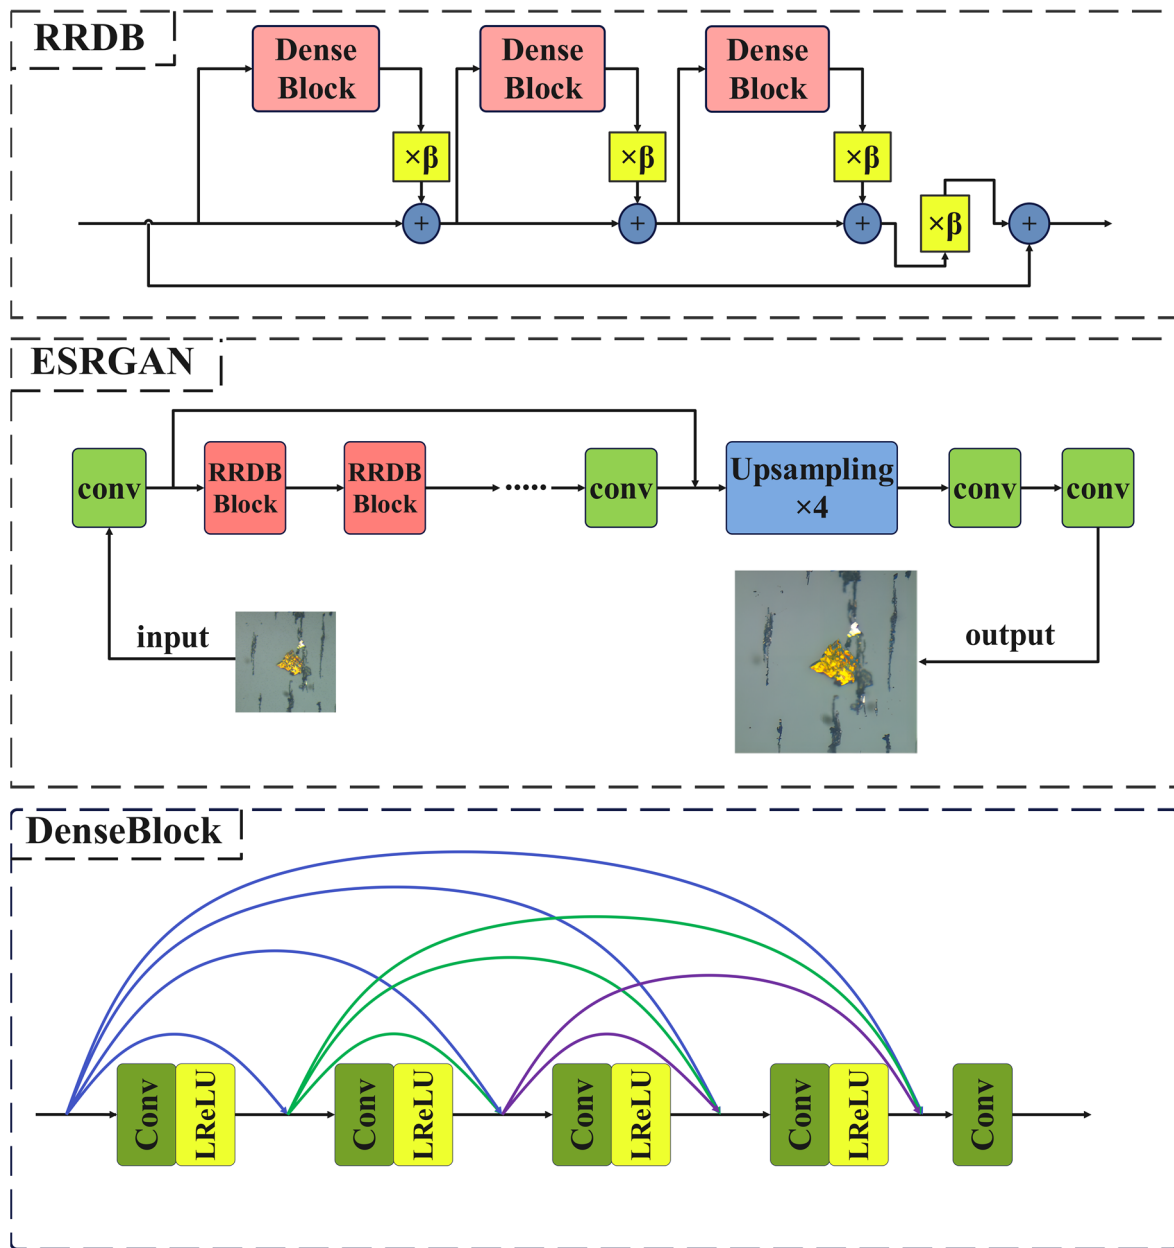 RRDB
Dense
Block
Dense
Block
Dense
Block
×β
×β
×β
×β
+
+
+
+
ESRGAN
conv
RRDB
Block
RRDB
Block
......
conv
Upsampling
×4
conv
conv
input
output
DenseBlock
Conv
LReLU
Conv
LReLU
Conv
LReLU
Conv
LReLU
Conv